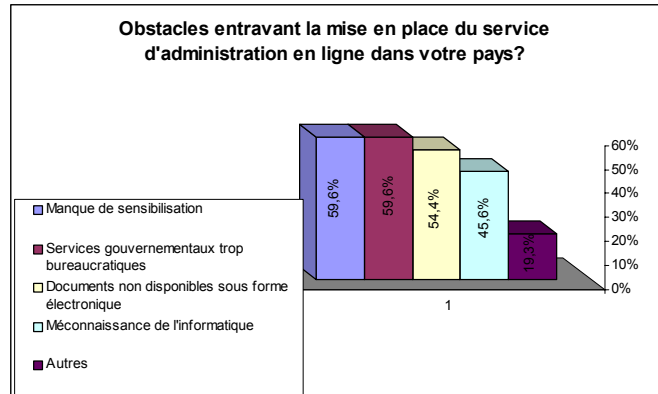 Obstacles entravant la mise en place du service
d'administration en ligne dans votre pays?
59,6%
59,6%
54,4%
45,6%
19,3%
60%
50%
40%
30%
20%
10%
0%
1
Manque de sensibilisation
Services gouvernementaux trop
bureaucratiques
Documents non disponibles sous forme
électronique
Méconnaissance de l'informatique
Autres